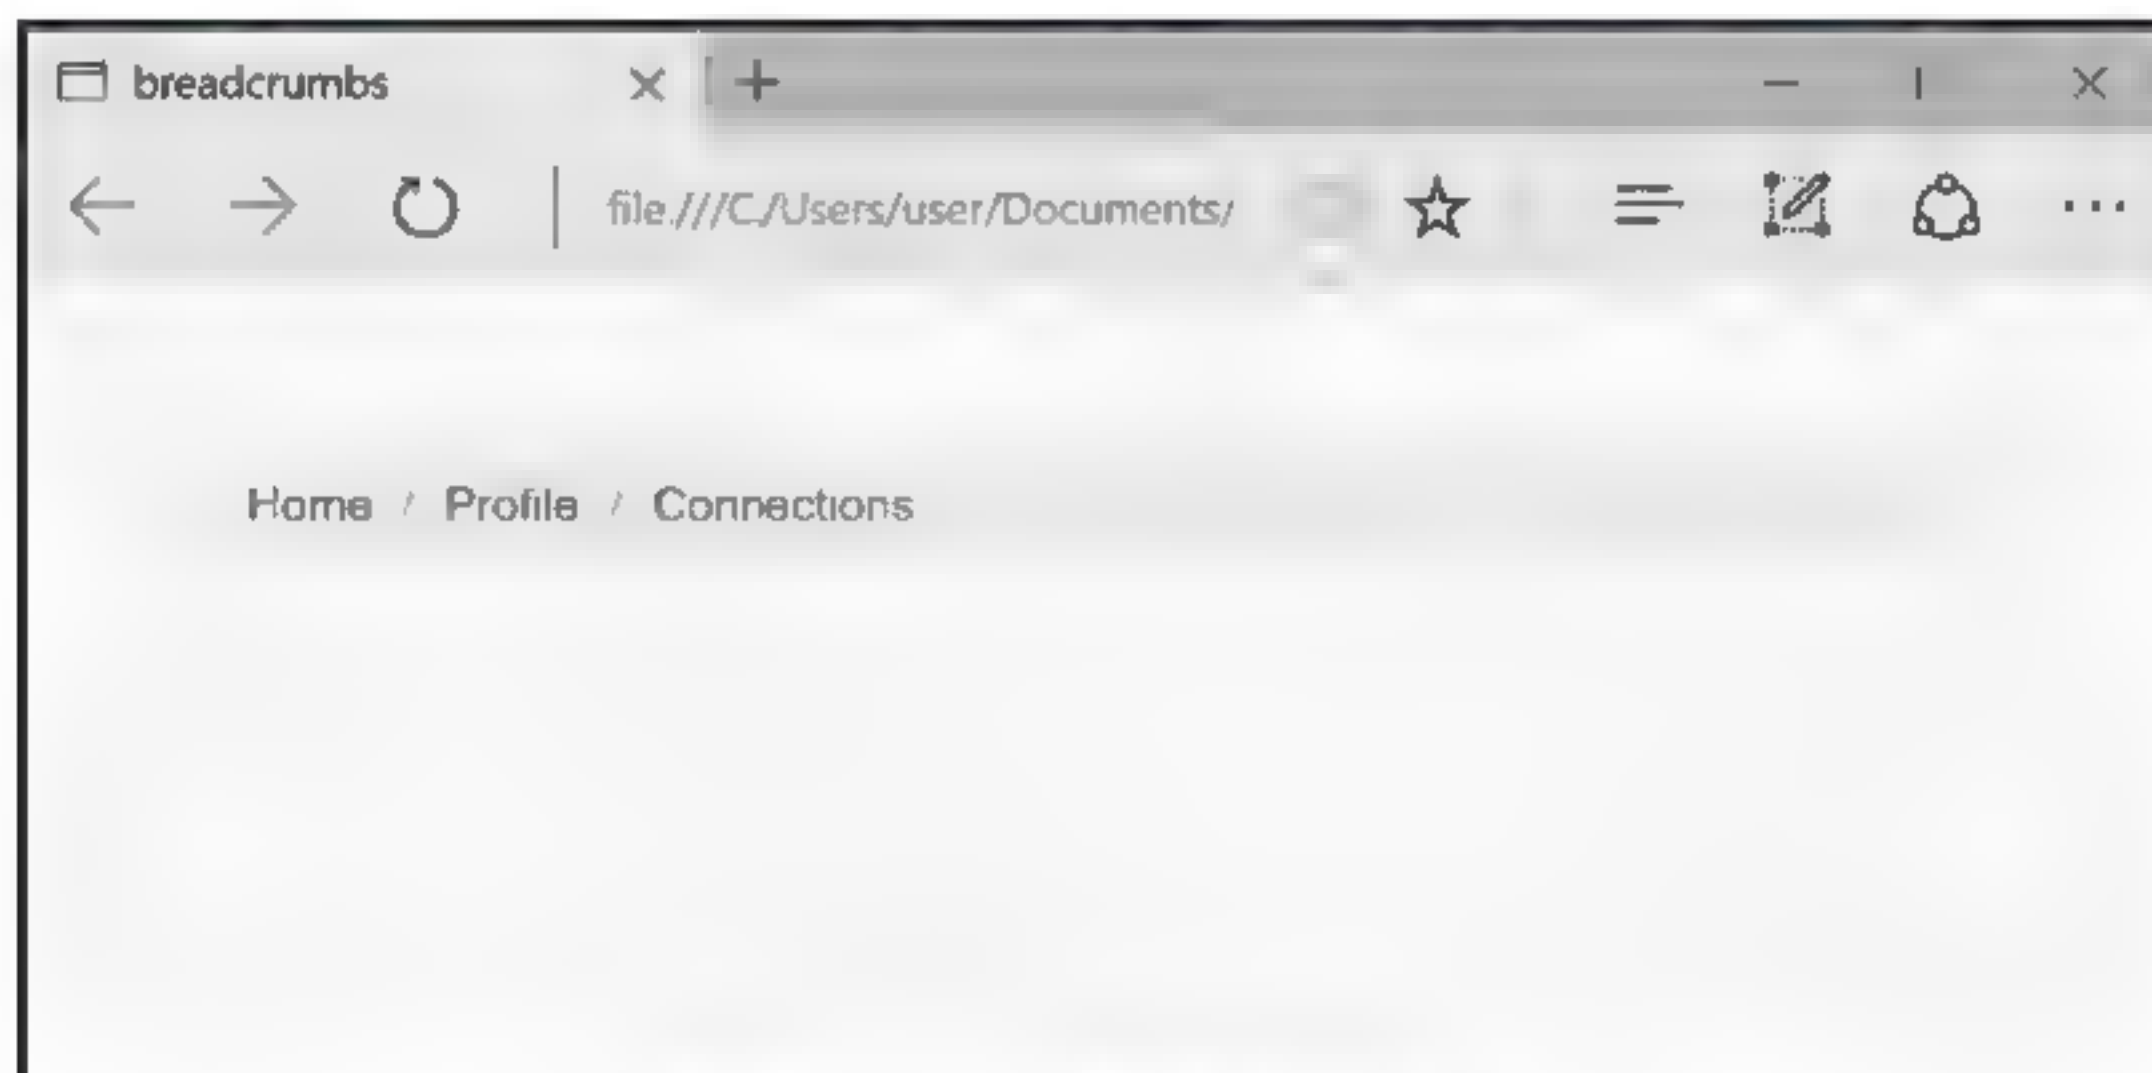 breadcrumbs
file:///C:/Users/user/Documents/
Home / Profile / Connections